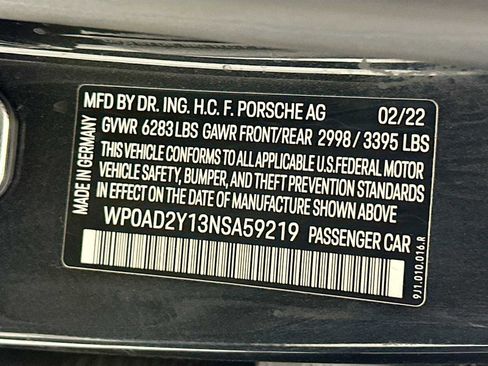 MFD BY DR. ING. H.C. F. PORSCHE AG 02/22
GVWR 6283 LBS GAWR FRONT/REAR 2998 / 3395 LBS
THIS VEHICLE CONFORMS TO ALL APPLICABLE U.S. FEDERAL MOTOR
VEHICLE SAFETY, BUMPER, AND THEFT PREVENTION STANDARDS
IN EFFECT ON THE DATE OF MANUFACTURE SHOWN ABOVE
WP0AD2Y13NSA59219 PASSENGER CAR
MADE IN GERMANY
9J1.010.016.R